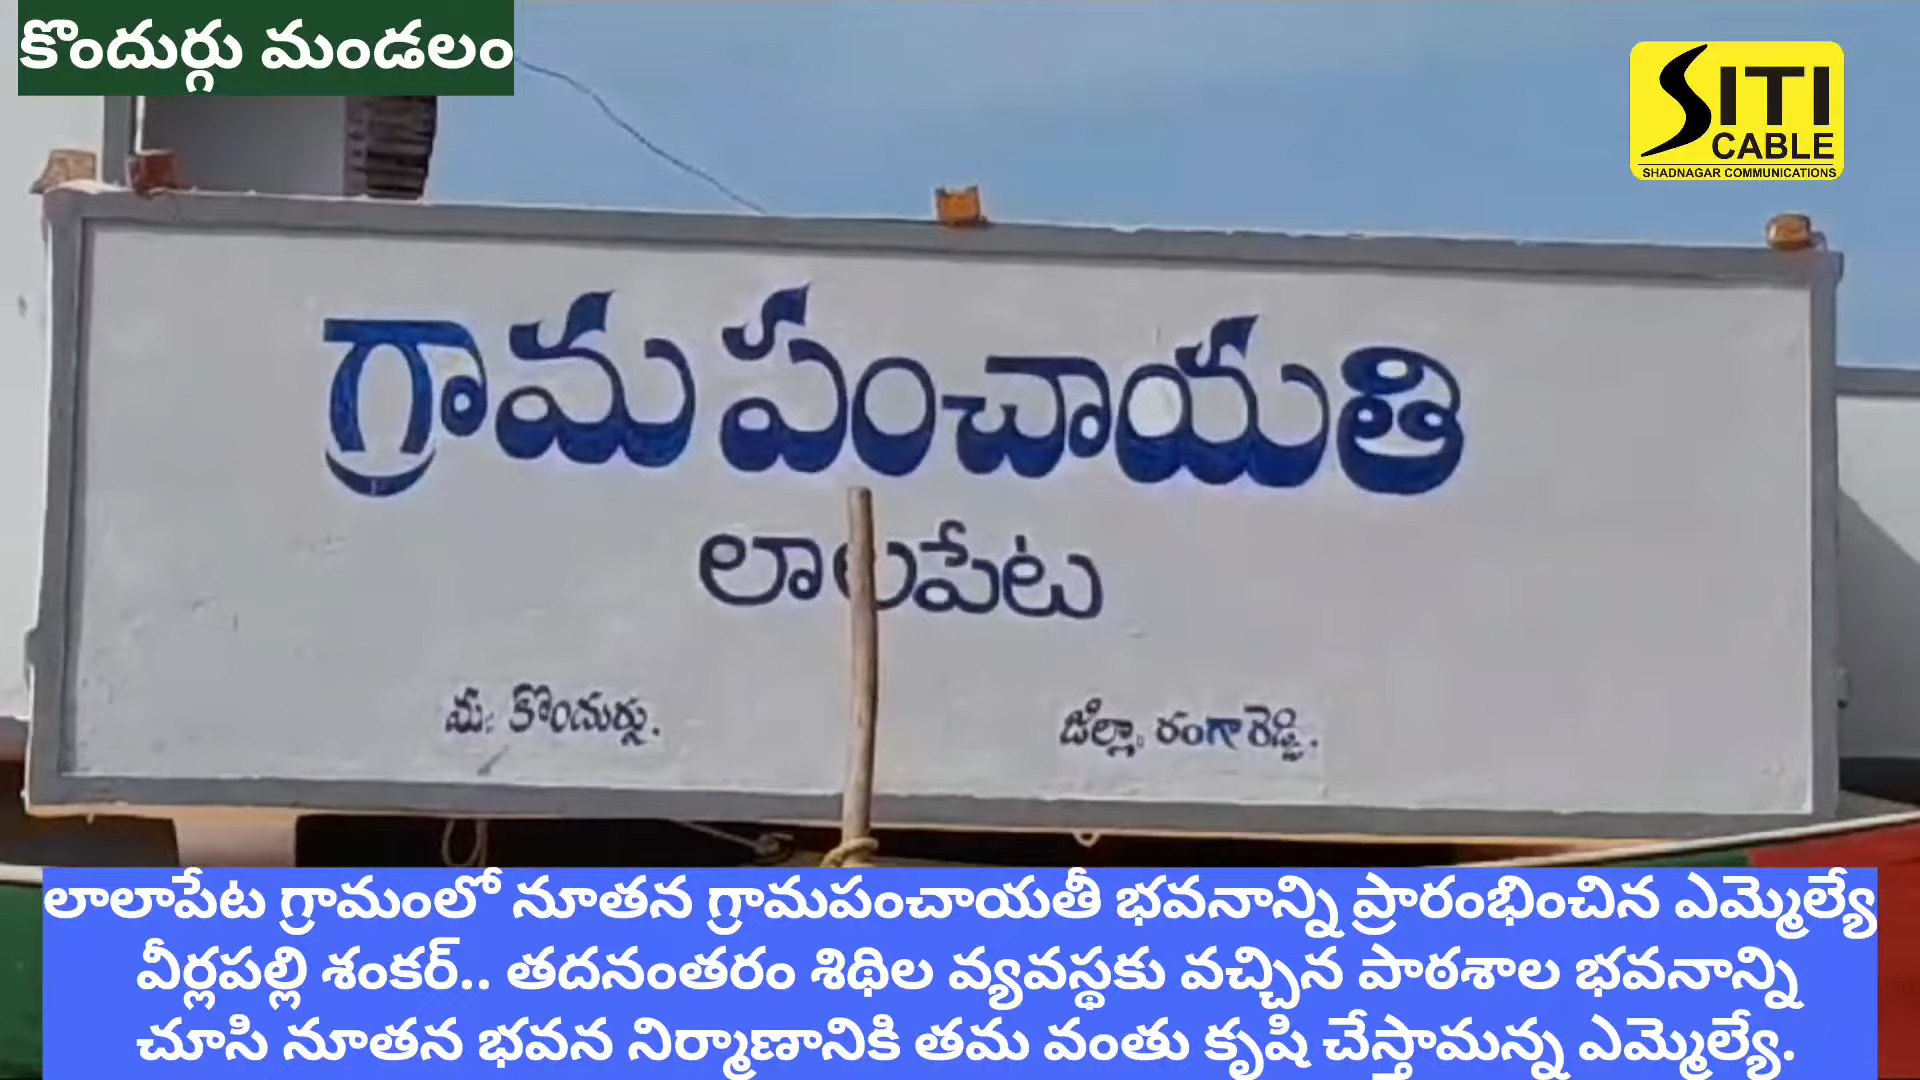 కొందుర్గు మండలం
SITI
CABLE
SHADNAGAR COMMUNICATIONS
గ్రామ పంచాయతి
లాలపేట
మ: కొందుర్గు.
జిల్లా. రంగారెడ్డి.
లాలాపేట గ్రామంలో నూతన గ్రామపంచాయతీ భవనాన్ని ప్రారంభించిన ఎమ్మెల్యే
వీర్లపల్లి శంకర్.. తదనంతరం శిథిల వ్యవస్థకు వచ్చిన పాఠశాల భవనాన్ని
చూసి నూతన భవన నిర్మాణానికి తమ వంతు కృషి చేస్తామన్న ఎమ్మెల్యే.